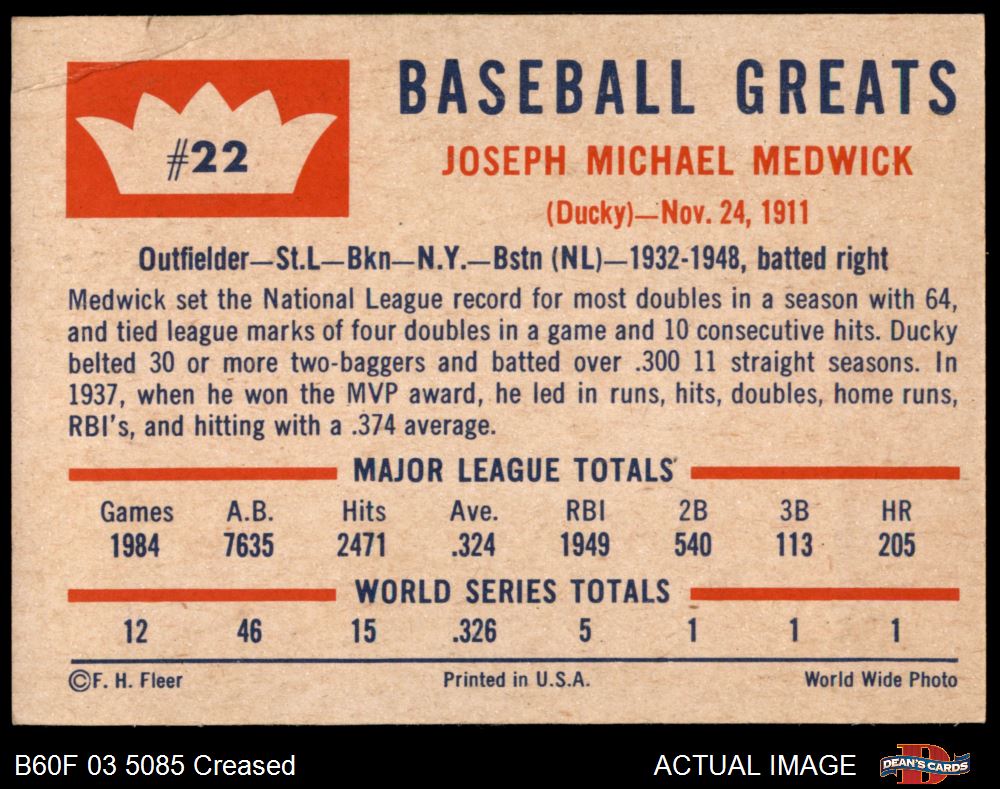 #22
BASEBALL GREATS
JOSEPH MICHAEL MEDWICK
(Ducky)—Nov. 24, 1911
Outfielder—St.L—Bkn—N.Y.—Bstn (NL)—1932-1948, batted right
Medwick set the National League record for most doubles in a season with 64,
and tied league marks of four doubles in a game and 10 consecutive hits. Ducky
belted 30 or more two-baggers and batted over .300 11 straight seasons. In
1937, when he won the MVP award, he led in runs, hits, doubles, home runs,
RBI's, and hitting with a .374 average.
MAJOR LEAGUE TOTALS
Games A.B. Hits Ave. RBI 2B 3B HR
1984 7635 2471 .324 1949 540 113 205
WORLD SERIES TOTALS
12 46 15 .326 5 1 1 1
©F. H. Fleer Printed in U.S.A. World Wide Photo
B60F 03 5085 Creased ACTUAL IMAGE D DEAN'S CARDS